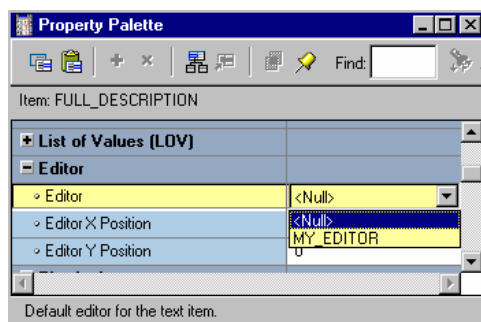 Property Palette
Find:
Item: FULL_DESCRIPTION
List of Values (LOV)
Editor
Editor <Null>
<Null>
Editor X Position
MY_EDITOR
Editor Y Position 0
Default editor for the text item.